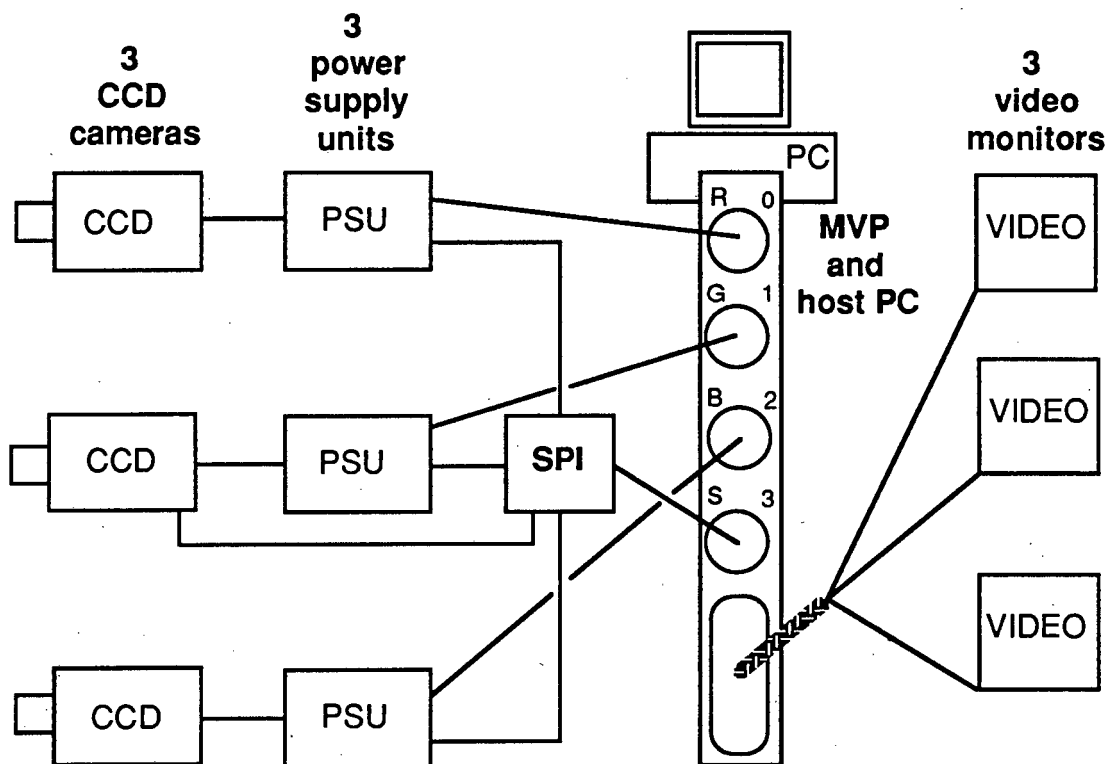 3
CCD
cameras
3
power
supply
units
3
video
monitors
PC
CCD
PSU
R 0
MVP
and
host PC
VIDEO
G 1
CCD
PSU
SPI
B 2
VIDEO
S 3
CCD
PSU
VIDEO